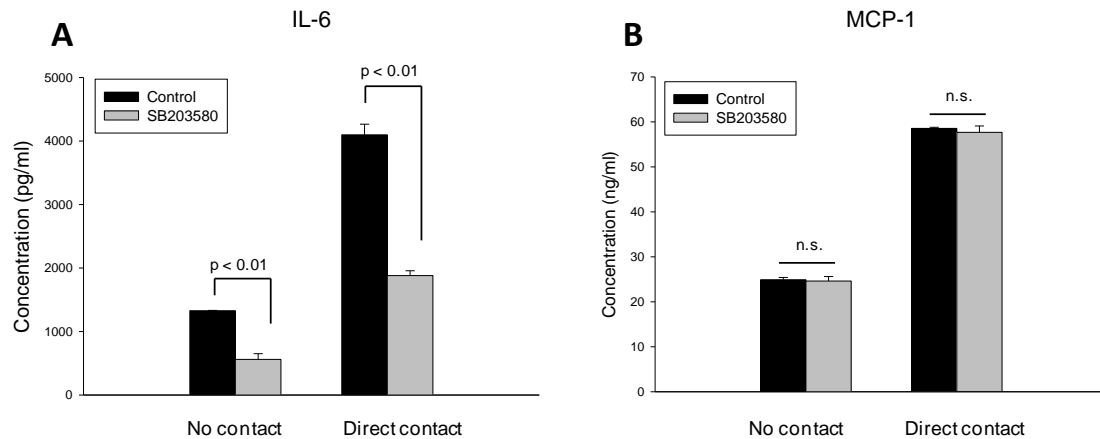 A
IL-6
Control
SB203580
p < 0.01
p < 0.01
Concentration (pg/ml)
5000
4000
2000
1000
0
No contact
Direct contact
B
MCP-1
Control
SB203580
n.s.
n.s.
Concentration (ng/ml)
70
60
50
40
30
20
10
0
No contact
Direct contact